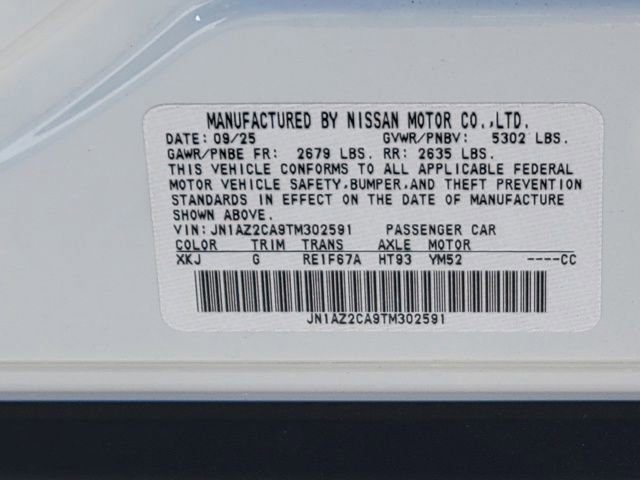 MANUFACTURED BY NISSAN MOTOR CO.,LTD.
DATE: 09/25 GVWR/PNBV: 5302 LBS.
GAWR/PNBE FR: 2679 LBS. RR: 2635 LBS.
THIS VEHICLE CONFORMS TO ALL APPLICABLE FEDERAL
MOTOR VEHICLE SAFETY,BUMPER,AND THEFT PREVENTION
STANDARDS IN EFFECT ON THE DATE OF MANUFACTURE
SHOWN ABOVE.
VIN: JN1AZ2CA9TM302591 PASSENGER CAR
COLOR TRIM TRANS AXLE MOTOR
XKJ G RE1F67A HT93 YM52 ----CC
JN1AZ2CA9TM302591